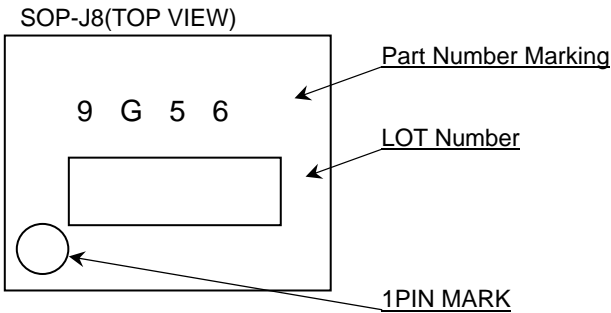 SOP-J8(TOP VIEW)
Part Number Marking
9 G 5 6
LOT Number
1PIN MARK